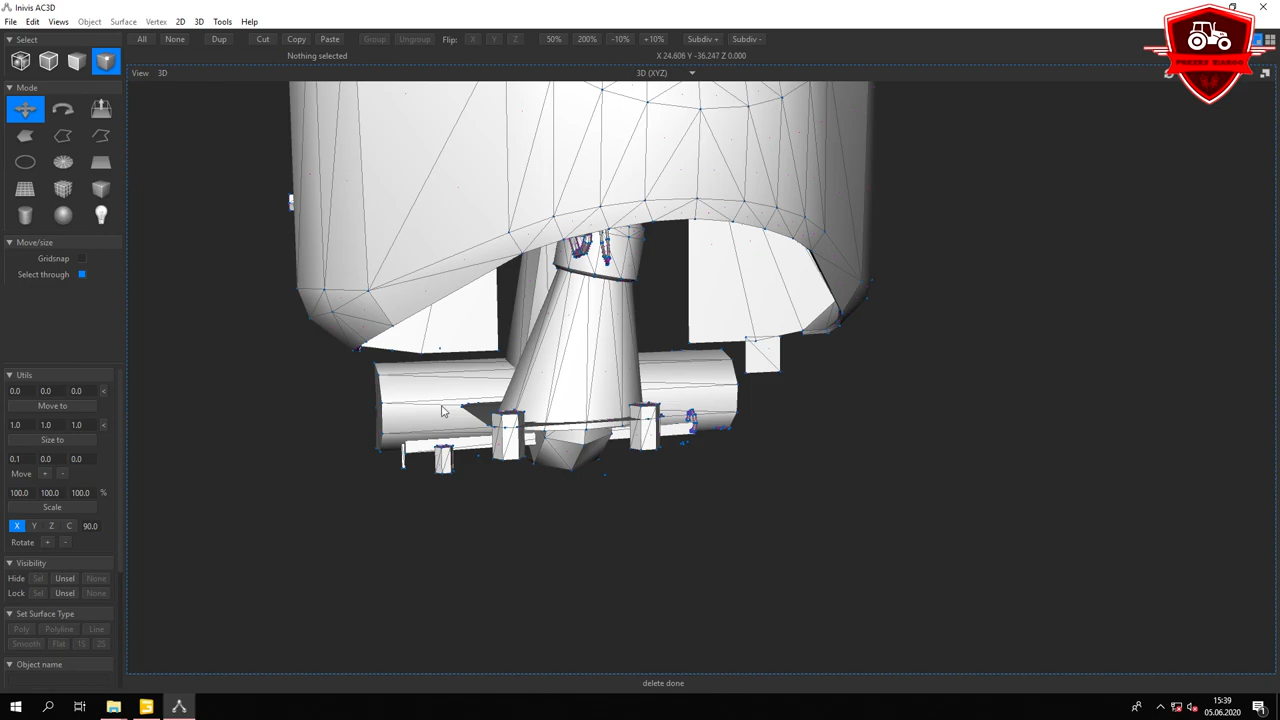 Inivis AC3D
File Edit Views Object Surface Vertex 2D 3D Tools Help
Select
All None Dup Cut Copy Paste Group Ungroup Flip: X Y Z 50% 200% -10% +10% Subdiv + Subdiv -
Nothing selected X 24.606 Y -36.247 Z 0.000
View 3D 3D (XYZ)
Mode
Move/size
Gridsnap
Select through
Utils
0.0 0.0 0.0 <
Move to
1.0 1.0 1.0 <
Size to
0.1 0.0 0.0
Move + -
100.0 100.0 100.0 %
Scale
X Y Z C 90.0
Rotate + -
Visibility
Hide Sel Unsel None
Lock Sel Unsel None
Set Surface Type
Poly Polyline Line
Smooth Flat 1S 2S
Object name
delete done
15:39
05.06.2020